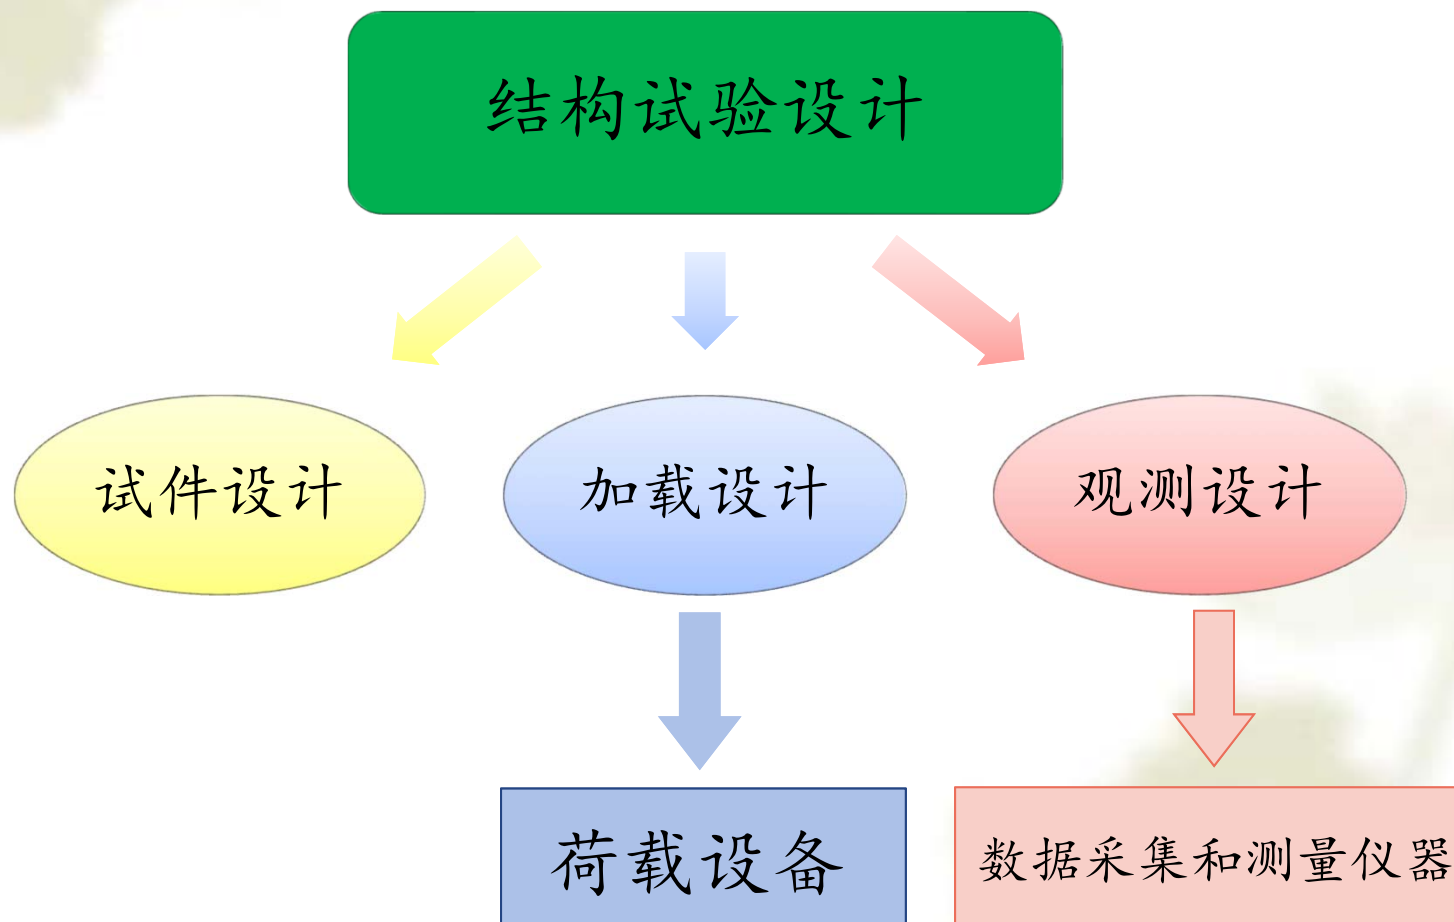 结构试验设计
试件设计
加载设计
观测设计
荷载设备
数据采集和测量仪器